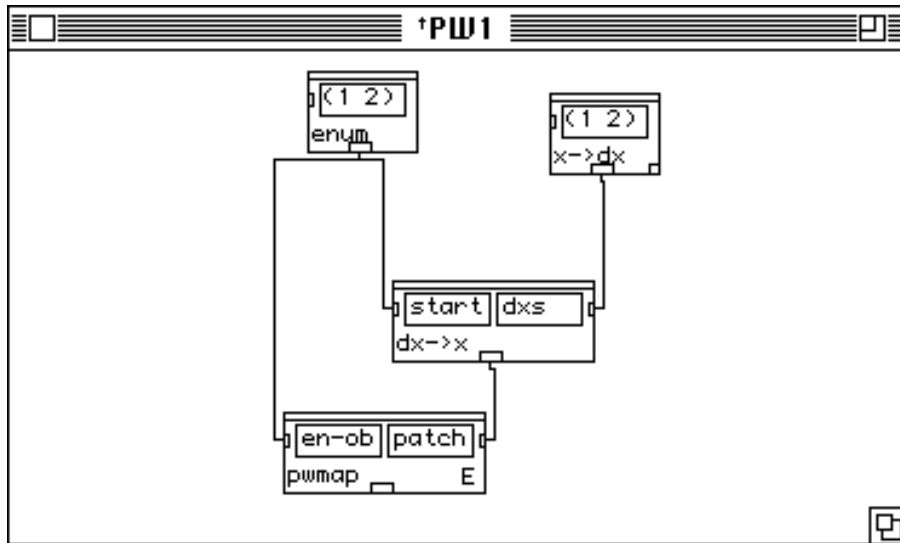 †PW1
(1 2)
enum
(1 2)
x->dx
start dxs
dx->x
en-ob patch
pwmap E